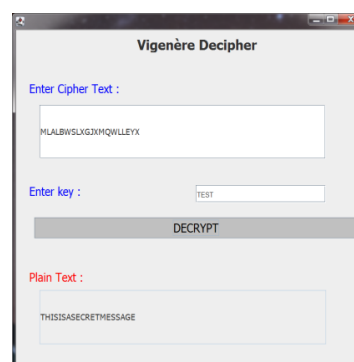 Vigenère Decipher
Enter Cipher Text :
MLALBWSLXGJXMQWLLEYX
Enter key :
TEST
DECRYPT
Plain Text :
THISISASECRETMESSAGE